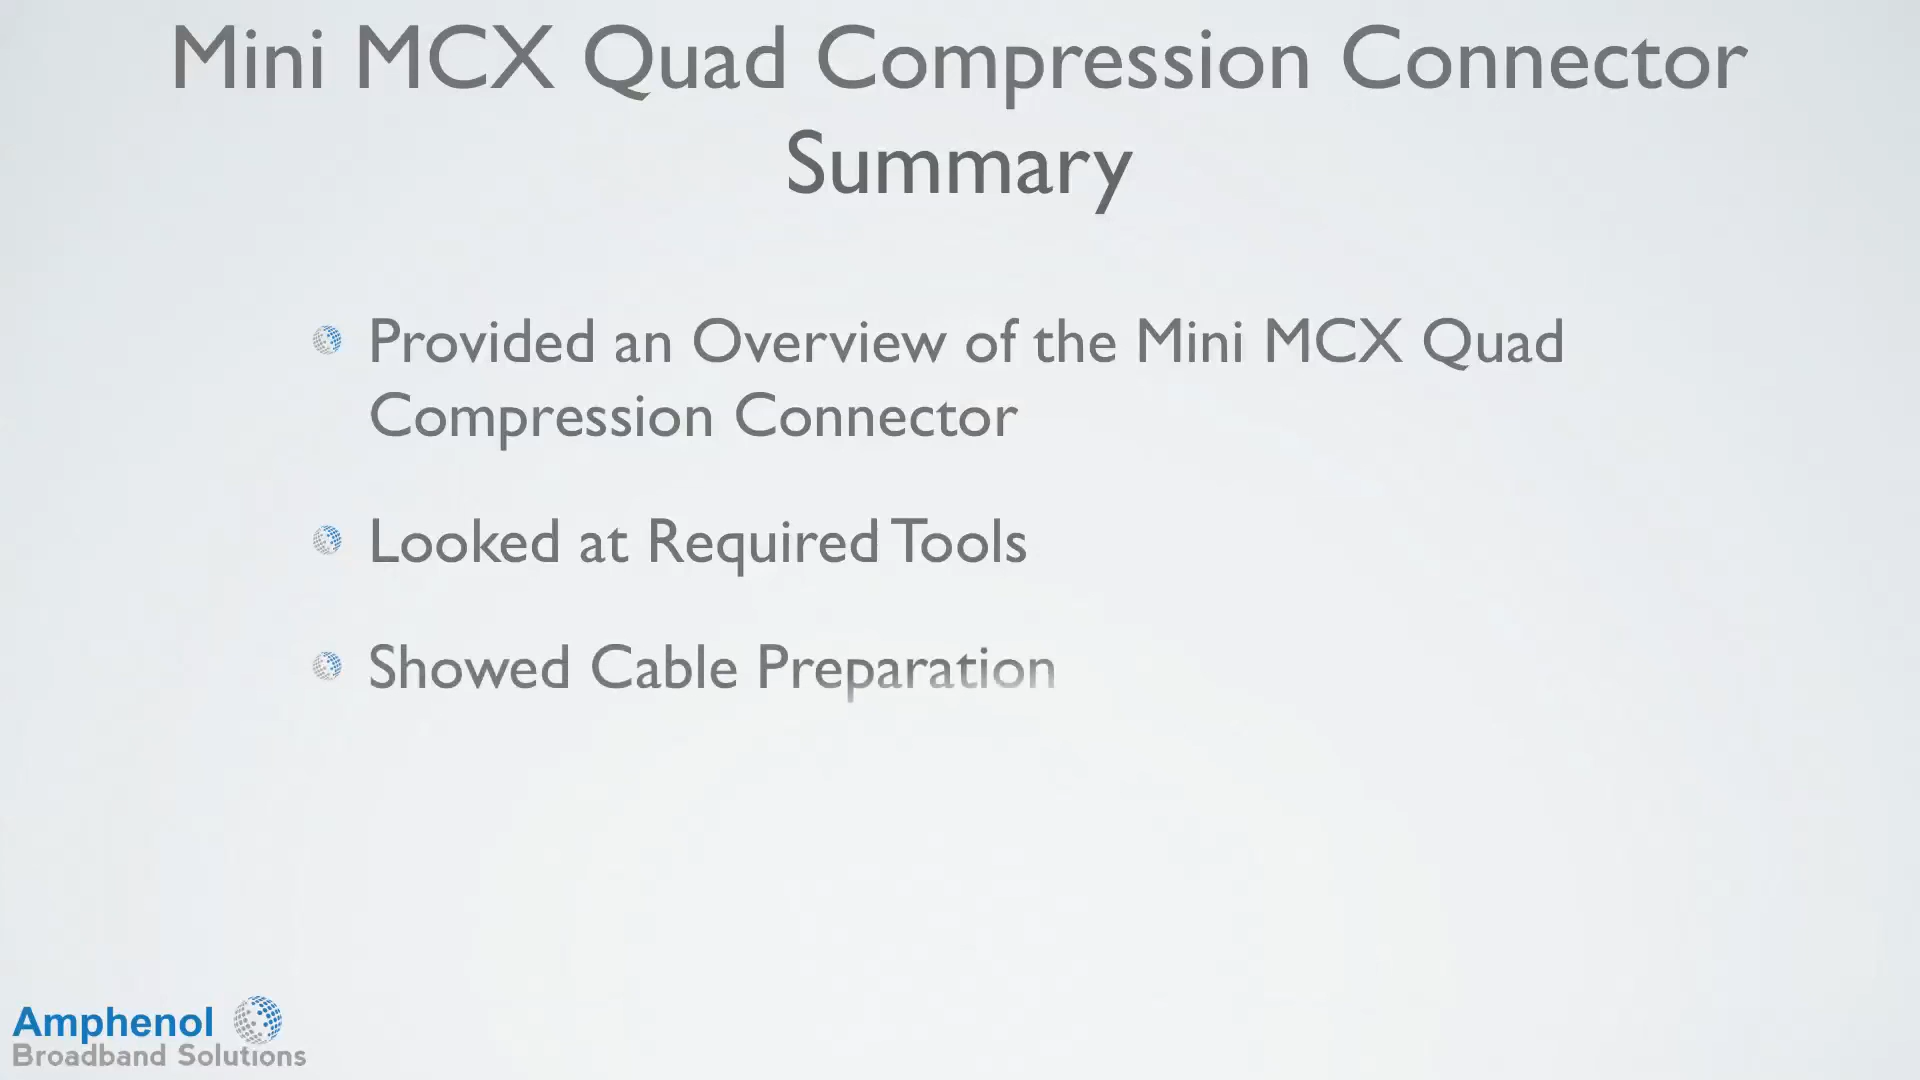 Mini MCX Quad Compression Connector
Summary
Provided an Overview of the Mini MCX Quad
Compression Connector
Looked at Required Tools
Showed Cable Preparation
Amphenol
Broadband Solutions